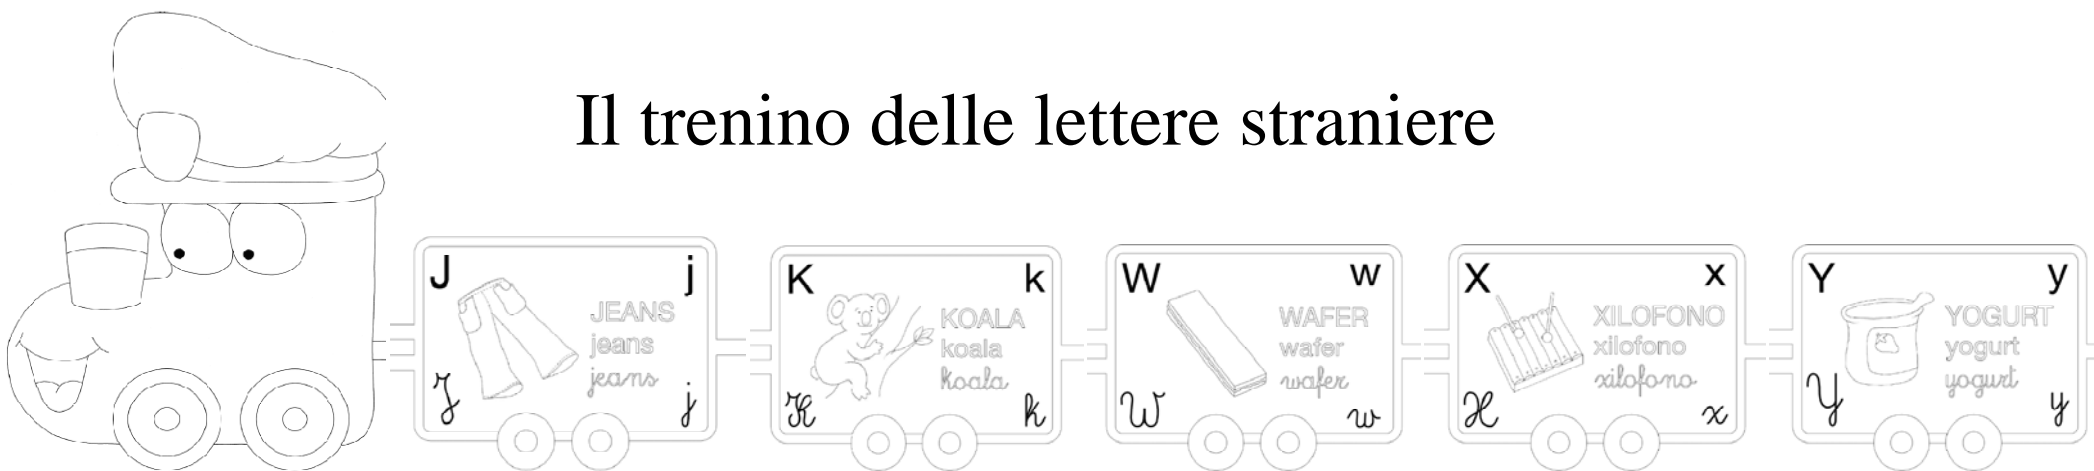 Il trenino delle lettere straniere
J j
JEANS
jeans
jeans
J j
K k
KOALA
koala
koala
K k
W w
WAFER
wafer
wafer
W w
X x
XILOFONO
xilofono
xilofono
X x
Y y
YOGURT
yogurt
yogurt
Y y